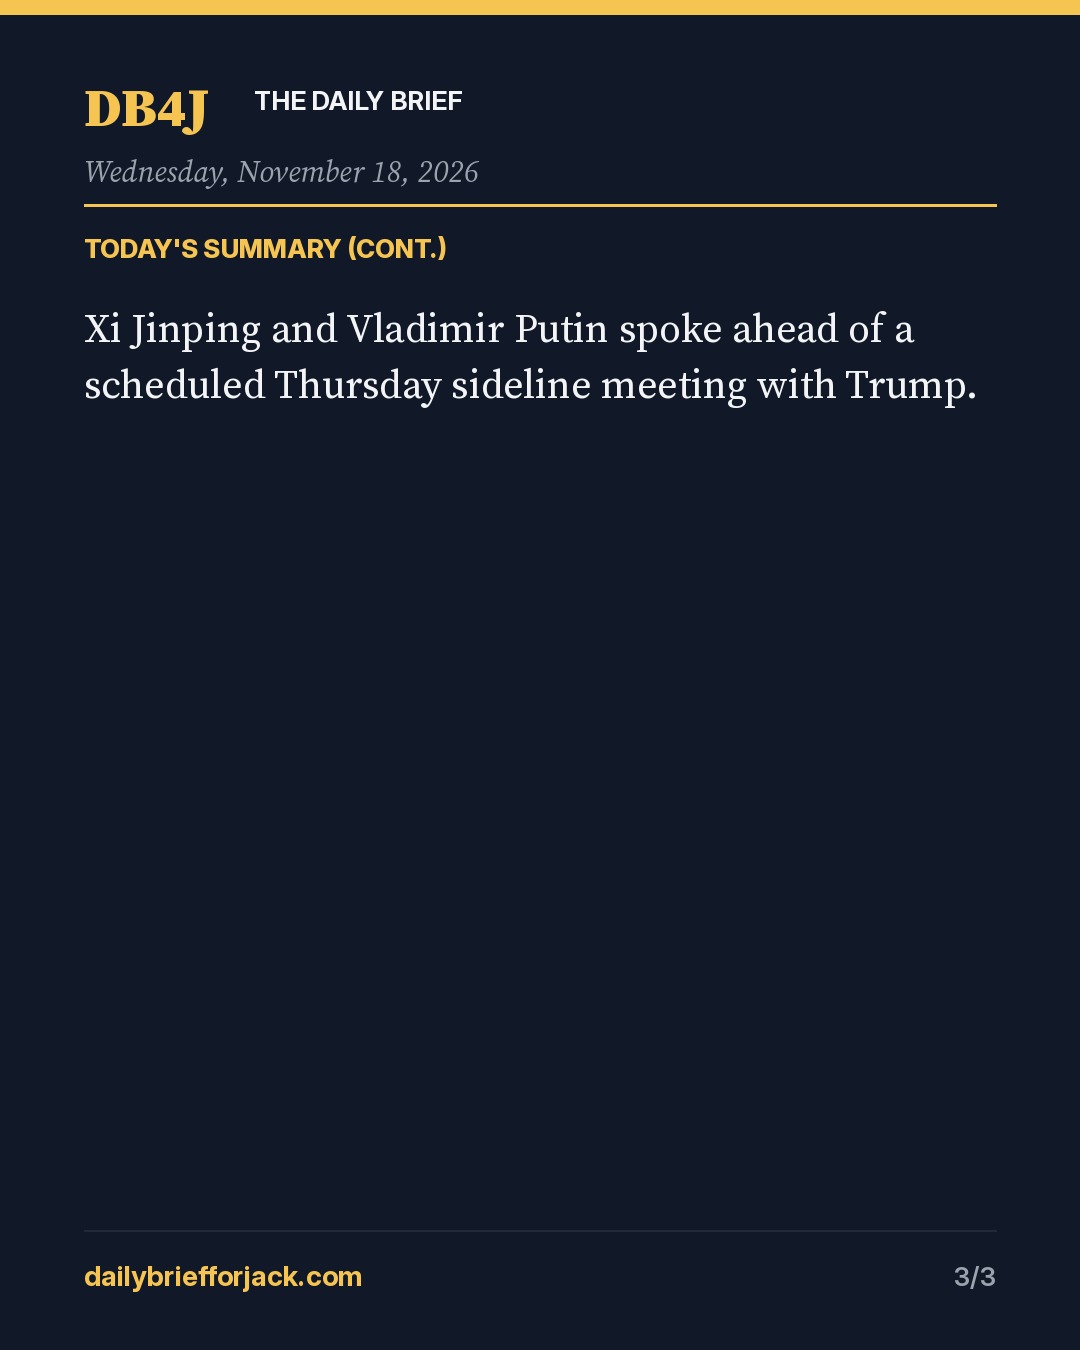 DB4J THE DAILY BRIEF
Wednesday, November 18, 2026
TODAY'S SUMMARY (CONT.)
Xi Jinping and Vladimir Putin spoke ahead of a
scheduled Thursday sideline meeting with Trump.
dailybriefforjack.com 3/3